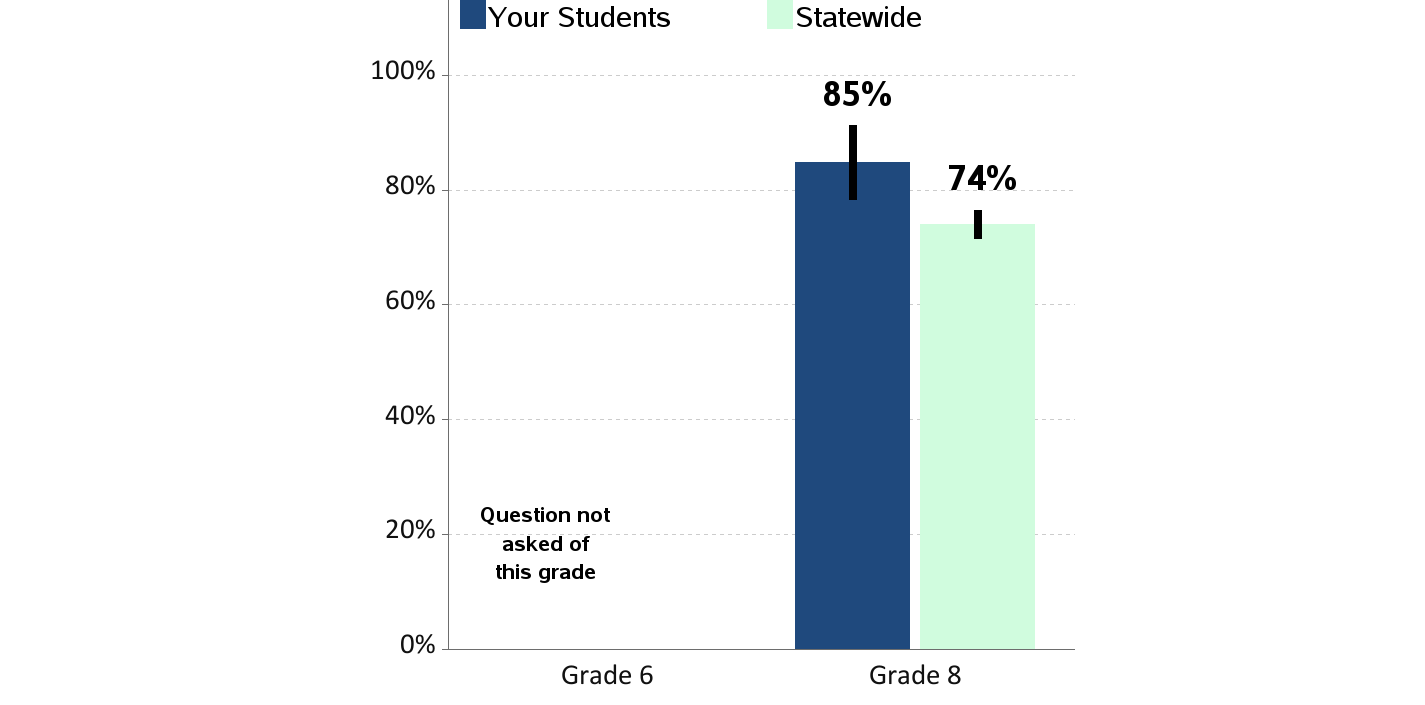 Your Students Statewide
100%
85%
80%
74%
60%
40%
Question not
20%
asked of
this grade
0%
Grade 6 Grade 8